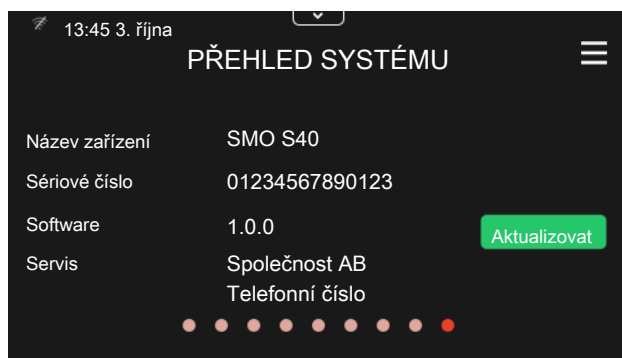 13:45 3. října
PŘEHLED SYSTÉMU
Název zařízení SMO S40
Sériové číslo 01234567890123
Software 1.0.0 Aktualizovat
Servis Společnost AB
Telefonní číslo